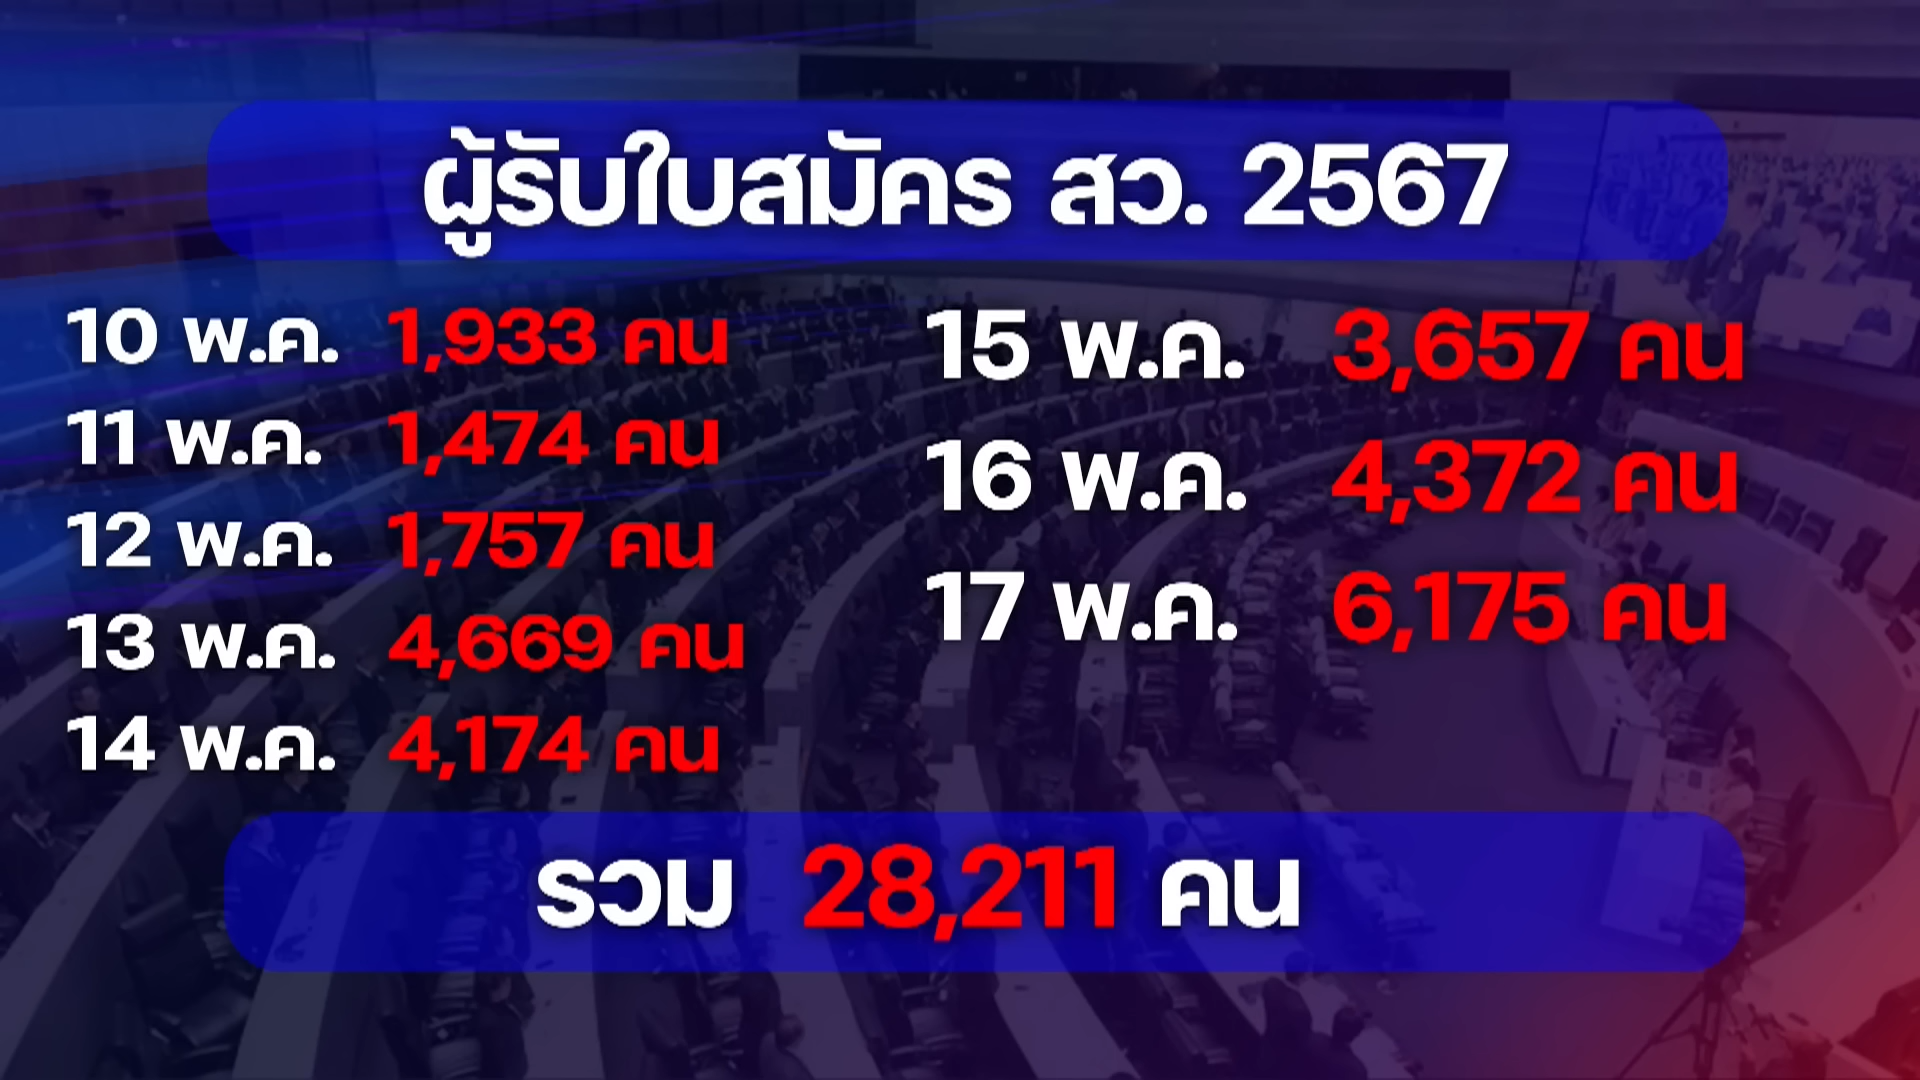 ผู้รับใบสมัคร สว. 2567
10 พ.ค. 1,933 คน
11 พ.ค. 1,474 คน
12 พ.ค. 1,757 คน
13 พ.ค. 4,669 คน
14 พ.ค. 4,174 คน
15 พ.ค. 3,657 คน
16 พ.ค. 4,372 คน
17 พ.ค. 6,175 คน
รวม 28,211 คน